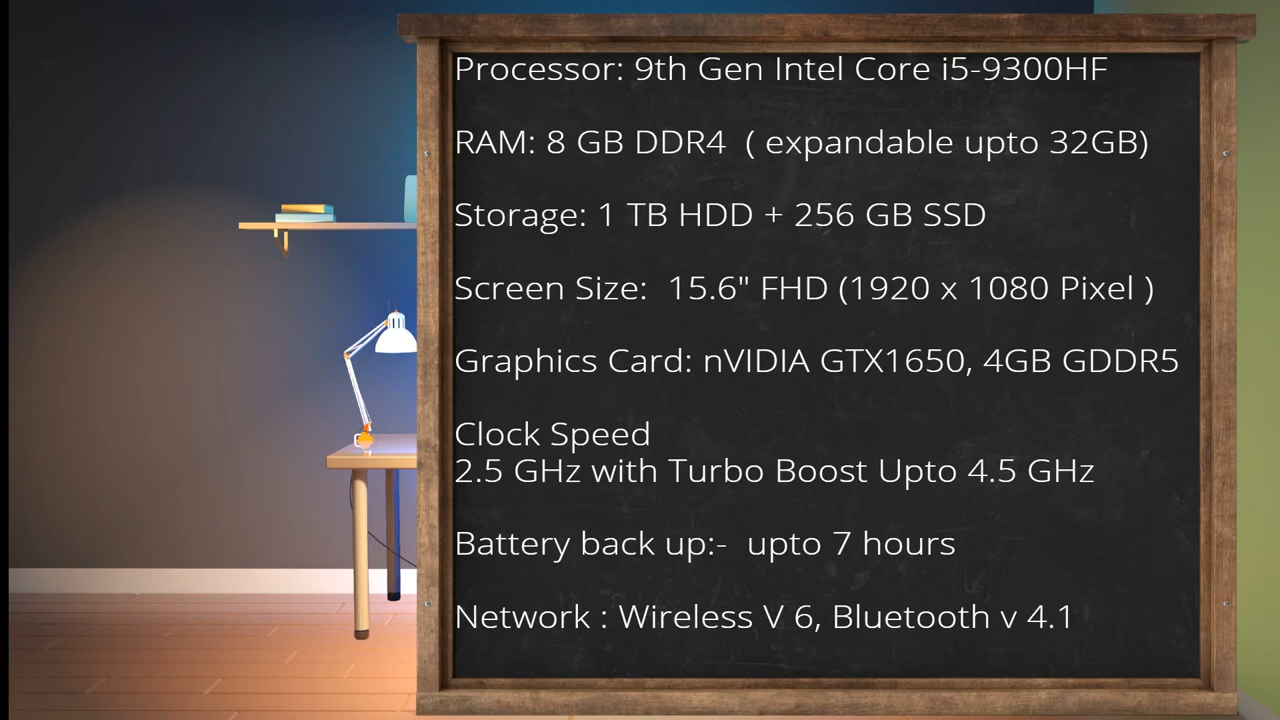 Processor: 9th Gen Intel Core i5-9300HF
RAM: 8 GB DDR4  ( expandable upto 32GB)
Storage: 1 TB HDD + 256 GB SSD
Screen Size:  15.6" FHD (1920 x 1080 Pixel )
Graphics Card: nVIDIA GTX1650, 4GB GDDR5
Clock Speed
2.5 GHz with Turbo Boost Upto 4.5 GHz
Battery back up:-  upto 7 hours
Network : Wireless V 6, Bluetooth v 4.1